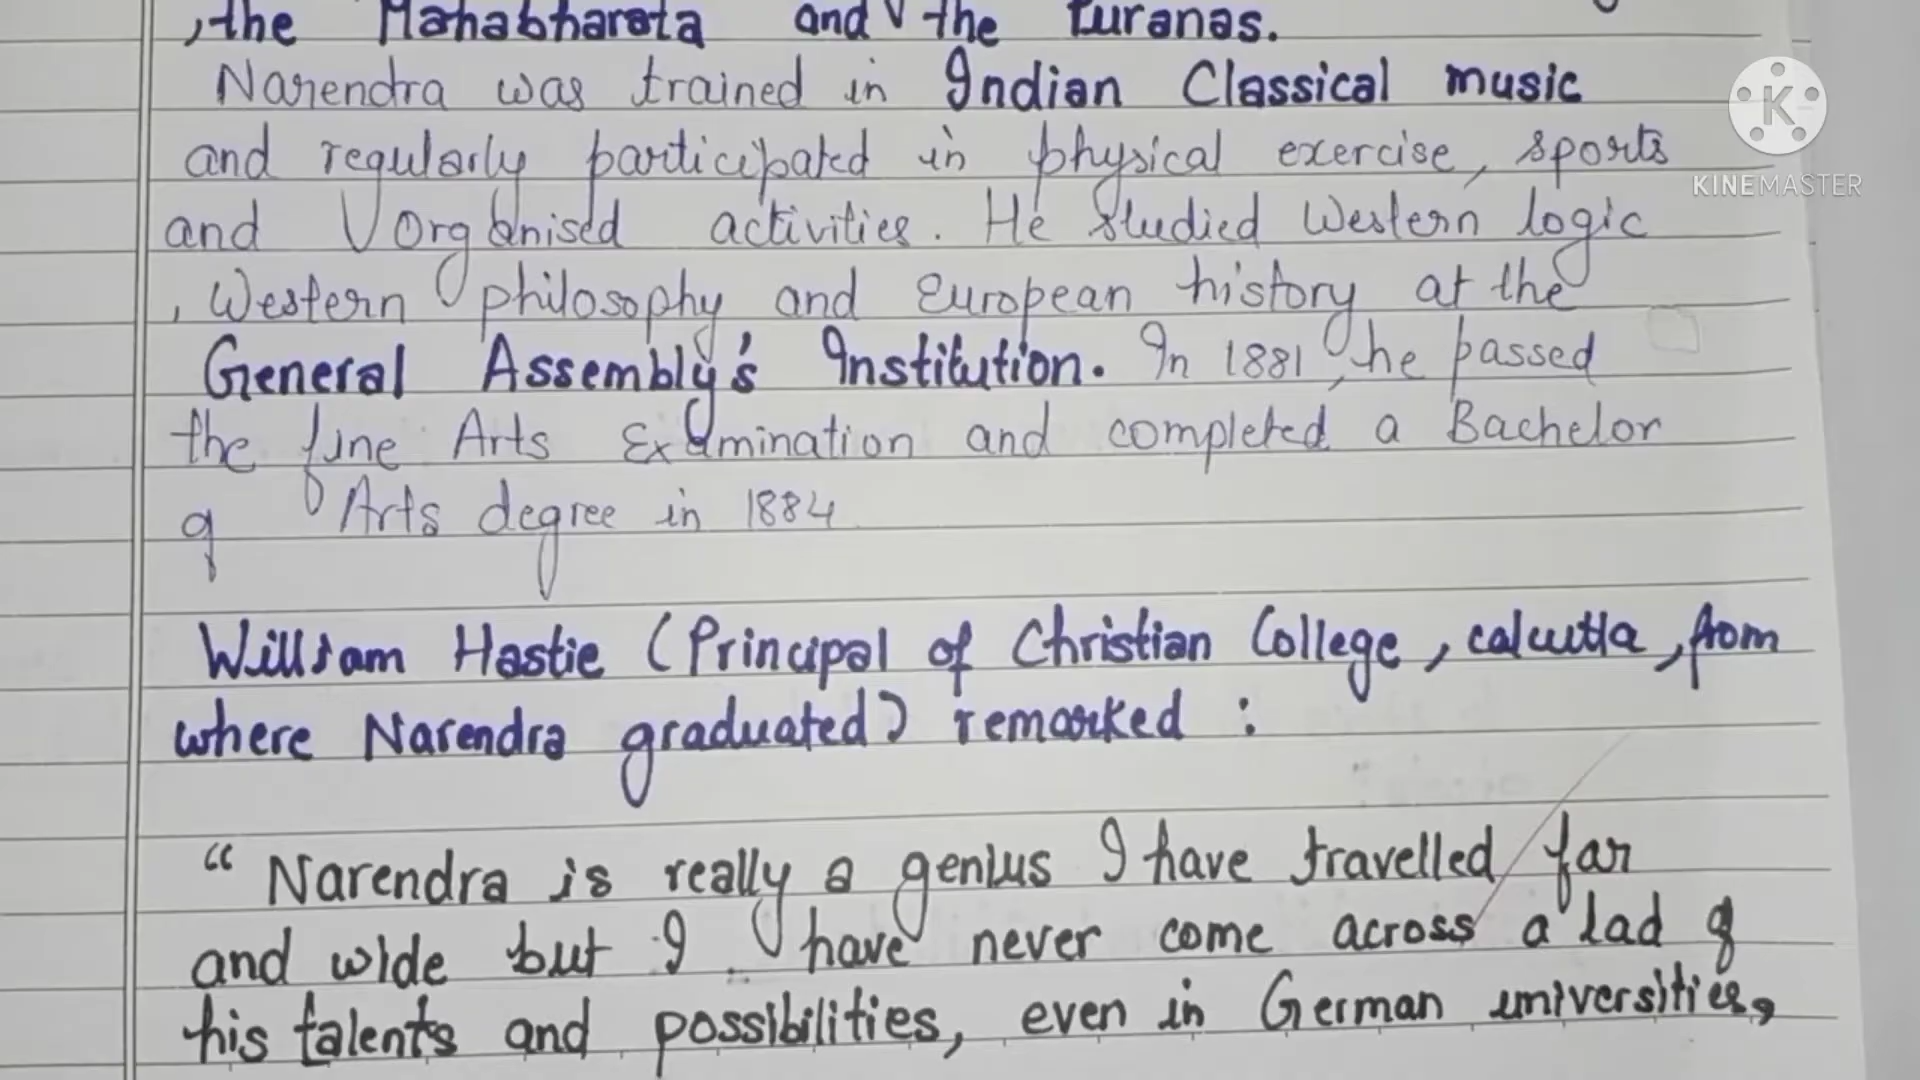 ,the Mahabharata and the Puranas.
Narendra was trained in Indian Classical music
and regularly participated in physical exercise, sports
and organised activities. He studied Western logic
, Western philosophy and European history at the
General Assembly's Institution. In 1881, he passed
the fine Arts Examination and completed a Bachelor
of Arts degree in 1884
William Hastie (Principal of Christian College, calcutta, from
where Narendra graduated) remarked :
“Narendra is really a genius I have travelled far
and wide but I have never come across a lad of
his talents and possibilities, even in German universities,
K
KINEMASTER